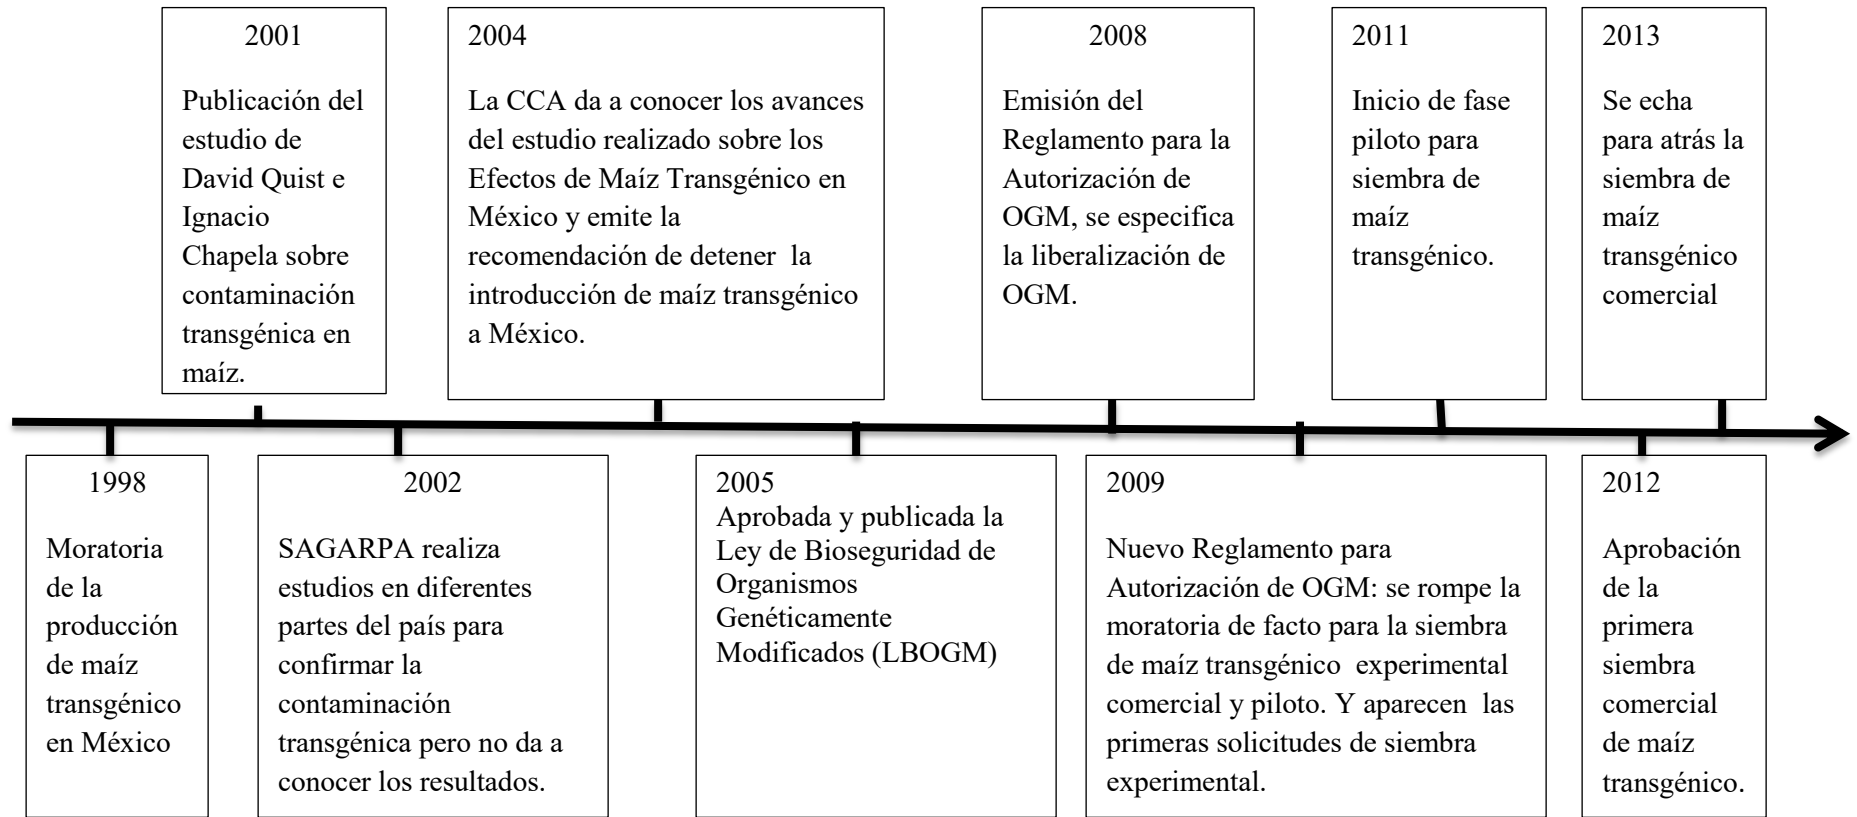 2001
Publicación del
estudio de
David Quist e
Ignacio
Chapela sobre
contaminación
transgénica en
maíz.
2004
La CCA da a conocer los avances
del estudio realizado sobre los
Efectos de Maíz Transgénico en
México y emite la
recomendación de detener  la
introducción de maíz transgénico
a México.
2008
Emisión del
Reglamento para la
Autorización de
OGM, se especifica
la liberalización de
OGM.
2011
Inicio de fase
piloto para
siembra de
maíz
transgénico.
2013
Se echa
para atrás la
siembra de
maíz
transgénico
comercial
1998
Moratoria
de la
producción
de maíz
transgénico
en México
2002
SAGARPA realiza
estudios en diferentes
partes del país para
confirmar la
contaminación
transgénica pero no da a
conocer los resultados.
2005
Aprobada y publicada la
Ley de Bioseguridad de
Organismos
Genéticamente
Modificados (LBOGM)
2009
Nuevo Reglamento para
Autorización de OGM: se rompe la
moratoria de facto para la siembra
de maíz transgénico  experimental
comercial y piloto. Y aparecen  las
primeras solicitudes de siembra
experimental.
2012
Aprobación
de la
primera
siembra
comercial
de maíz
transgénico.